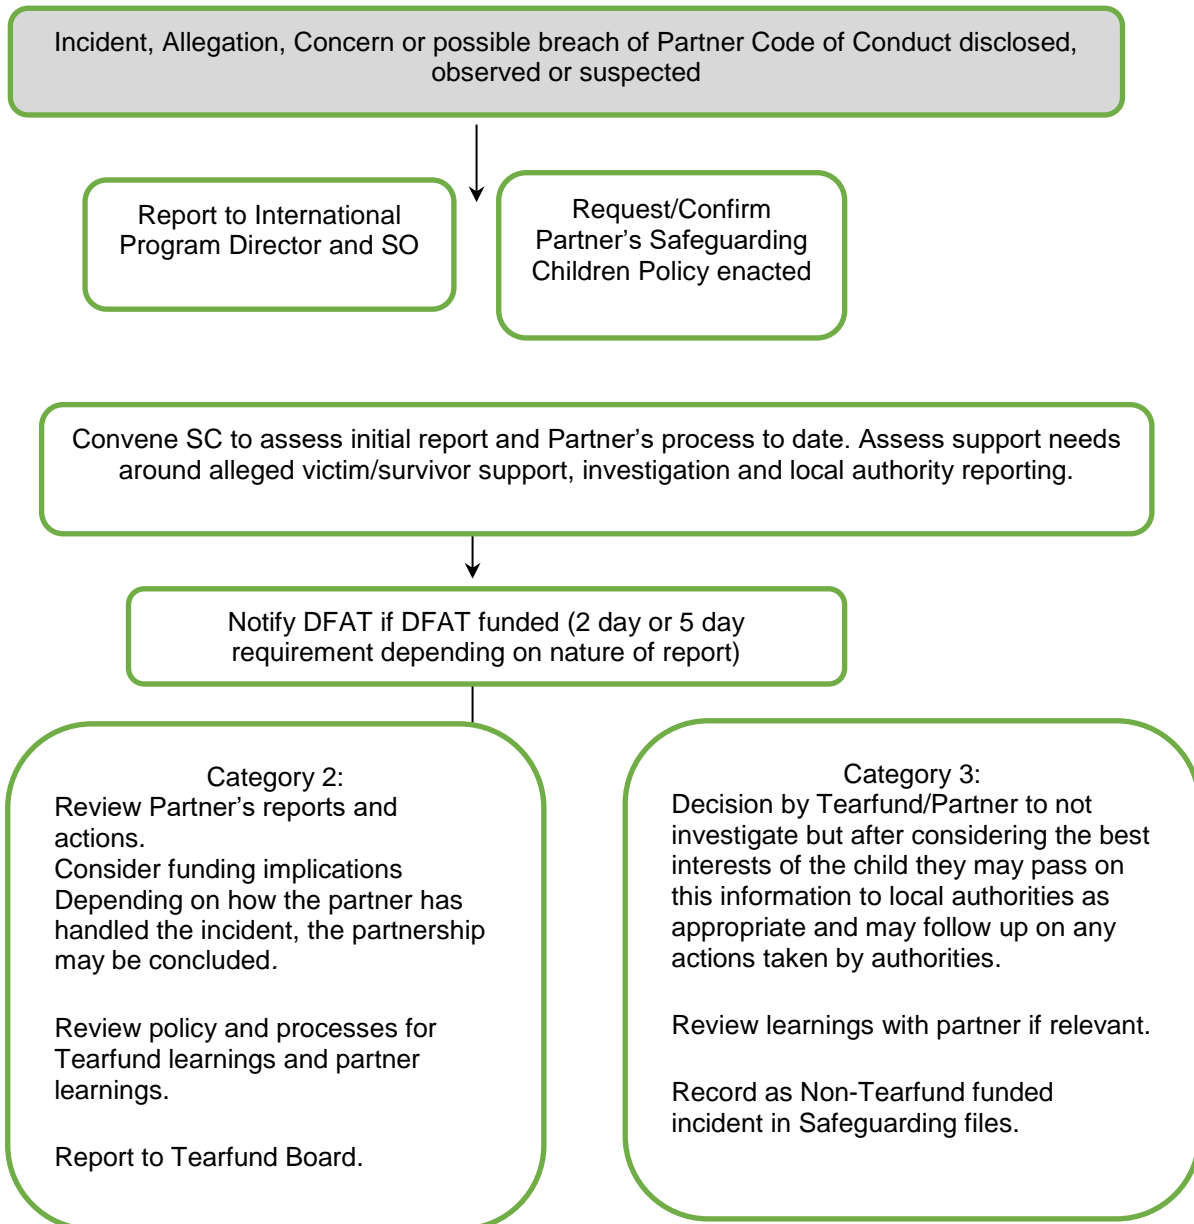 Incident, Allegation, Concern or possible breach of Partner Code of Conduct disclosed,
observed or suspected
Report to International
Program Director and SO
Request/Confirm
Partner’s Safeguarding
Children Policy enacted
Convene SC to assess initial report and Partner’s process to date. Assess support needs
around alleged victim/survivor support, investigation and local authority reporting.
Notify DFAT if DFAT funded (2 day or 5 day
requirement depending on nature of report)
Category 2:
Review Partner’s reports and
actions.
Consider funding implications
Depending on how the partner has
handled the incident, the partnership
may be concluded.
Review policy and processes for
Tearfund learnings and partner
learnings.
Report to Tearfund Board.
Category 3:
Decision by Tearfund/Partner to not
investigate but after considering the best
interests of the child they may pass on
this information to local authorities as
appropriate and may follow up on any
actions taken by authorities.
Review learnings with partner if relevant.
Record as Non-Tearfund funded
incident in Safeguarding files.